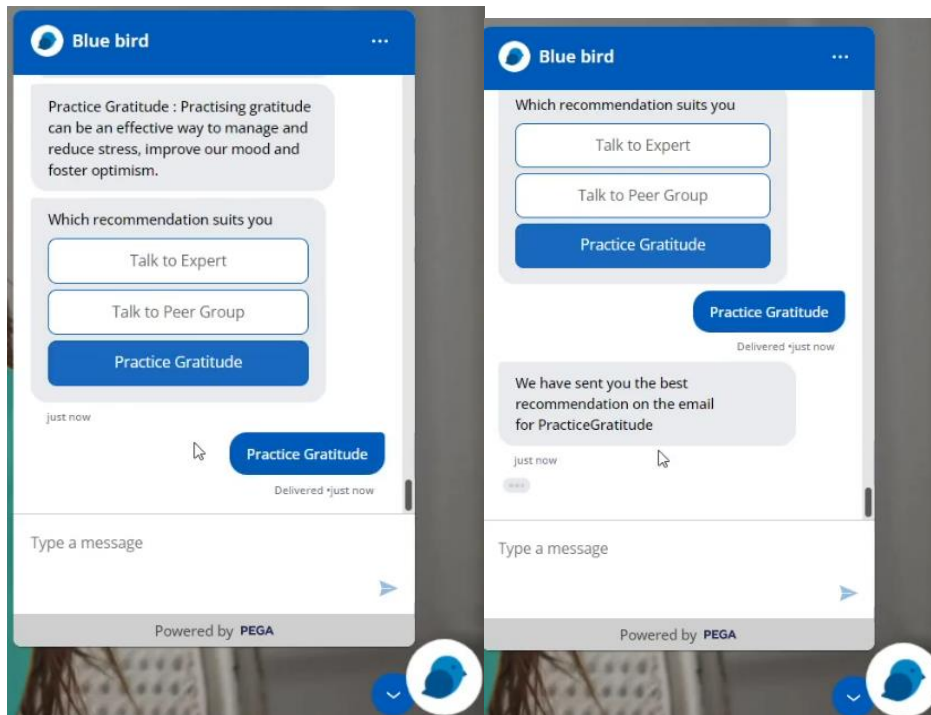 Blue bird
...
Practice Gratitude : Practising gratitude
can be an effective way to manage and
reduce stress, improve our mood and
foster optimism.
Which recommendation suits you
Talk to Expert
Talk to Peer Group
Practice Gratitude
just now
Practice Gratitude
Delivered •just now
Type a message
Powered by PEGA
Blue bird
...
Which recommendation suits you
Talk to Expert
Talk to Peer Group
Practice Gratitude
Practice Gratitude
Delivered •just now
We have sent you the best
recommendation on the email
for PracticeGratitude
just now
Type a message
Powered by PEGA